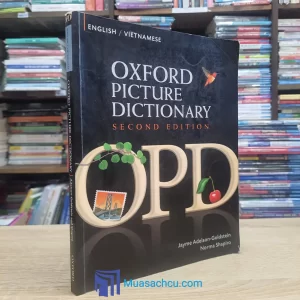 ENGLISH / VIETNAMESE
OXFORD
PICTURE
DICTIONARY
SECOND EDITION
OPD
Jayme Adelson-Goldstein
Norma Shapiro
Muasachcu.com